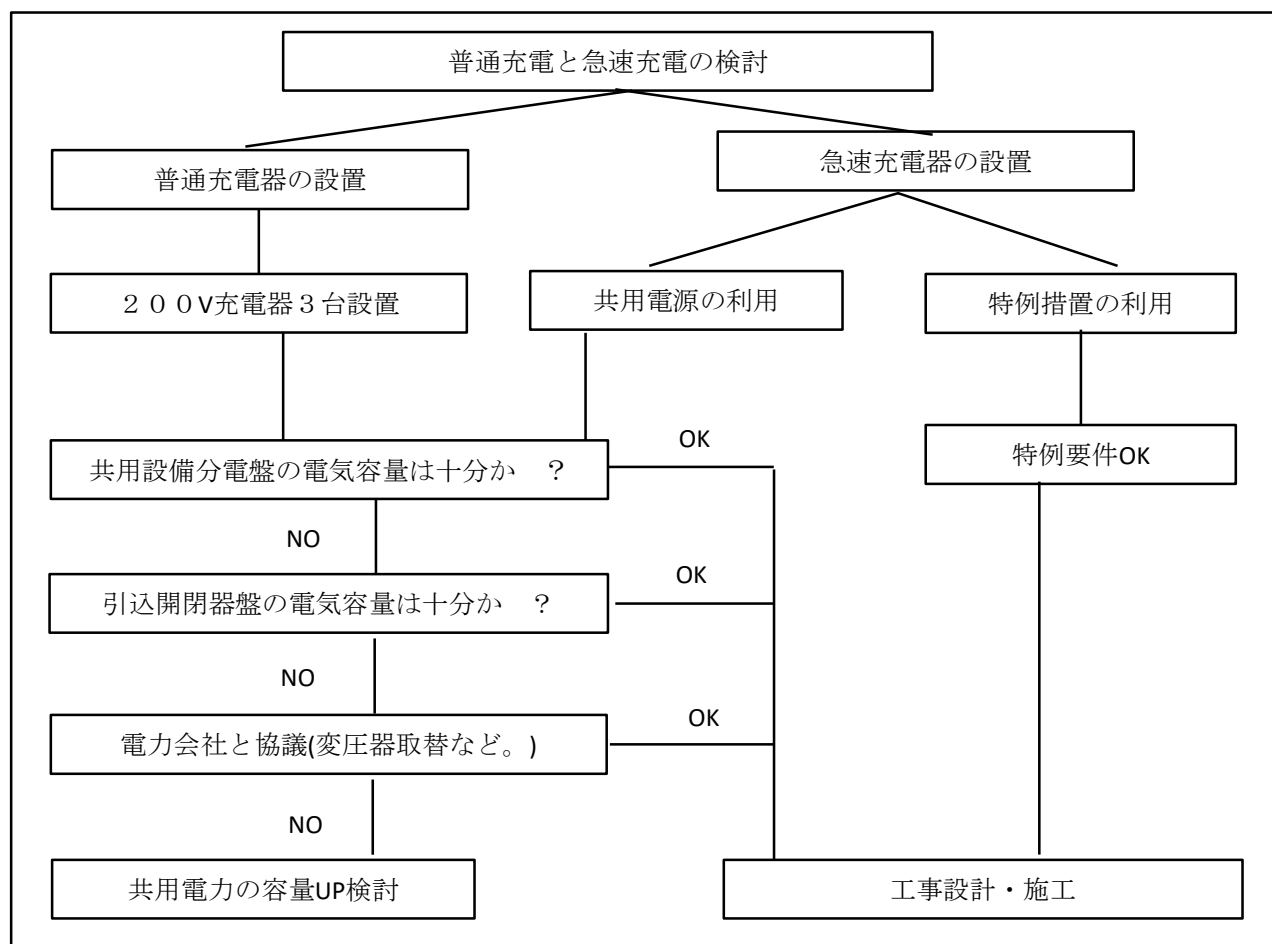 普通充電と急速充電の検討
普通充電器の設置
急速充電器の設置
２００V充電器３台設置
共用電源の利用
特例措置の利用
共用設備分電盤の電気容量は十分か　？
OK
特例要件OK
NO
引込開閉器盤の電気容量は十分か　？
OK
NO
電力会社と協議(変圧器取替など。)
OK
NO
共用電力の容量UP検討
工事設計・施工